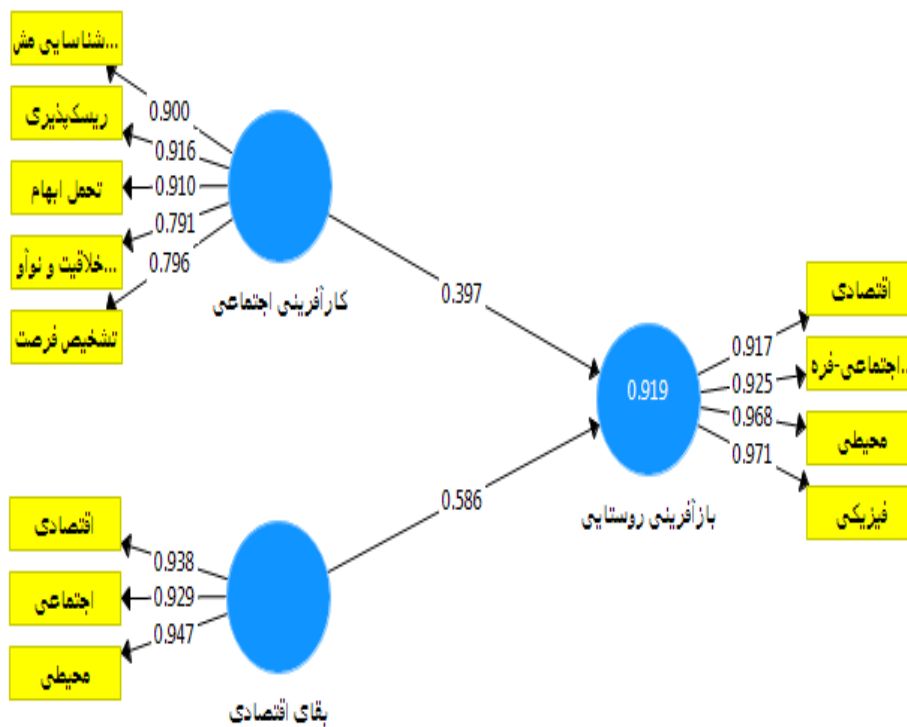 شناسایی مش...
ریسک‌پذیری
تحمل ابهام
خلاقیت و نوآو...
تشخیص فرصت
0.900
0.916
0.910
0.791
0.796
کارآفرینی اجتماعی
0.397
اقتصادی
اجتماعی
محیطی
0.938
0.929
0.947
بقای اقتصادی
0.586
0.919
بازآفرینی روستایی
0.917
0.925
0.968
0.971
اقتصادی
اجتماعی-فره...
محیطی
فیزیکی